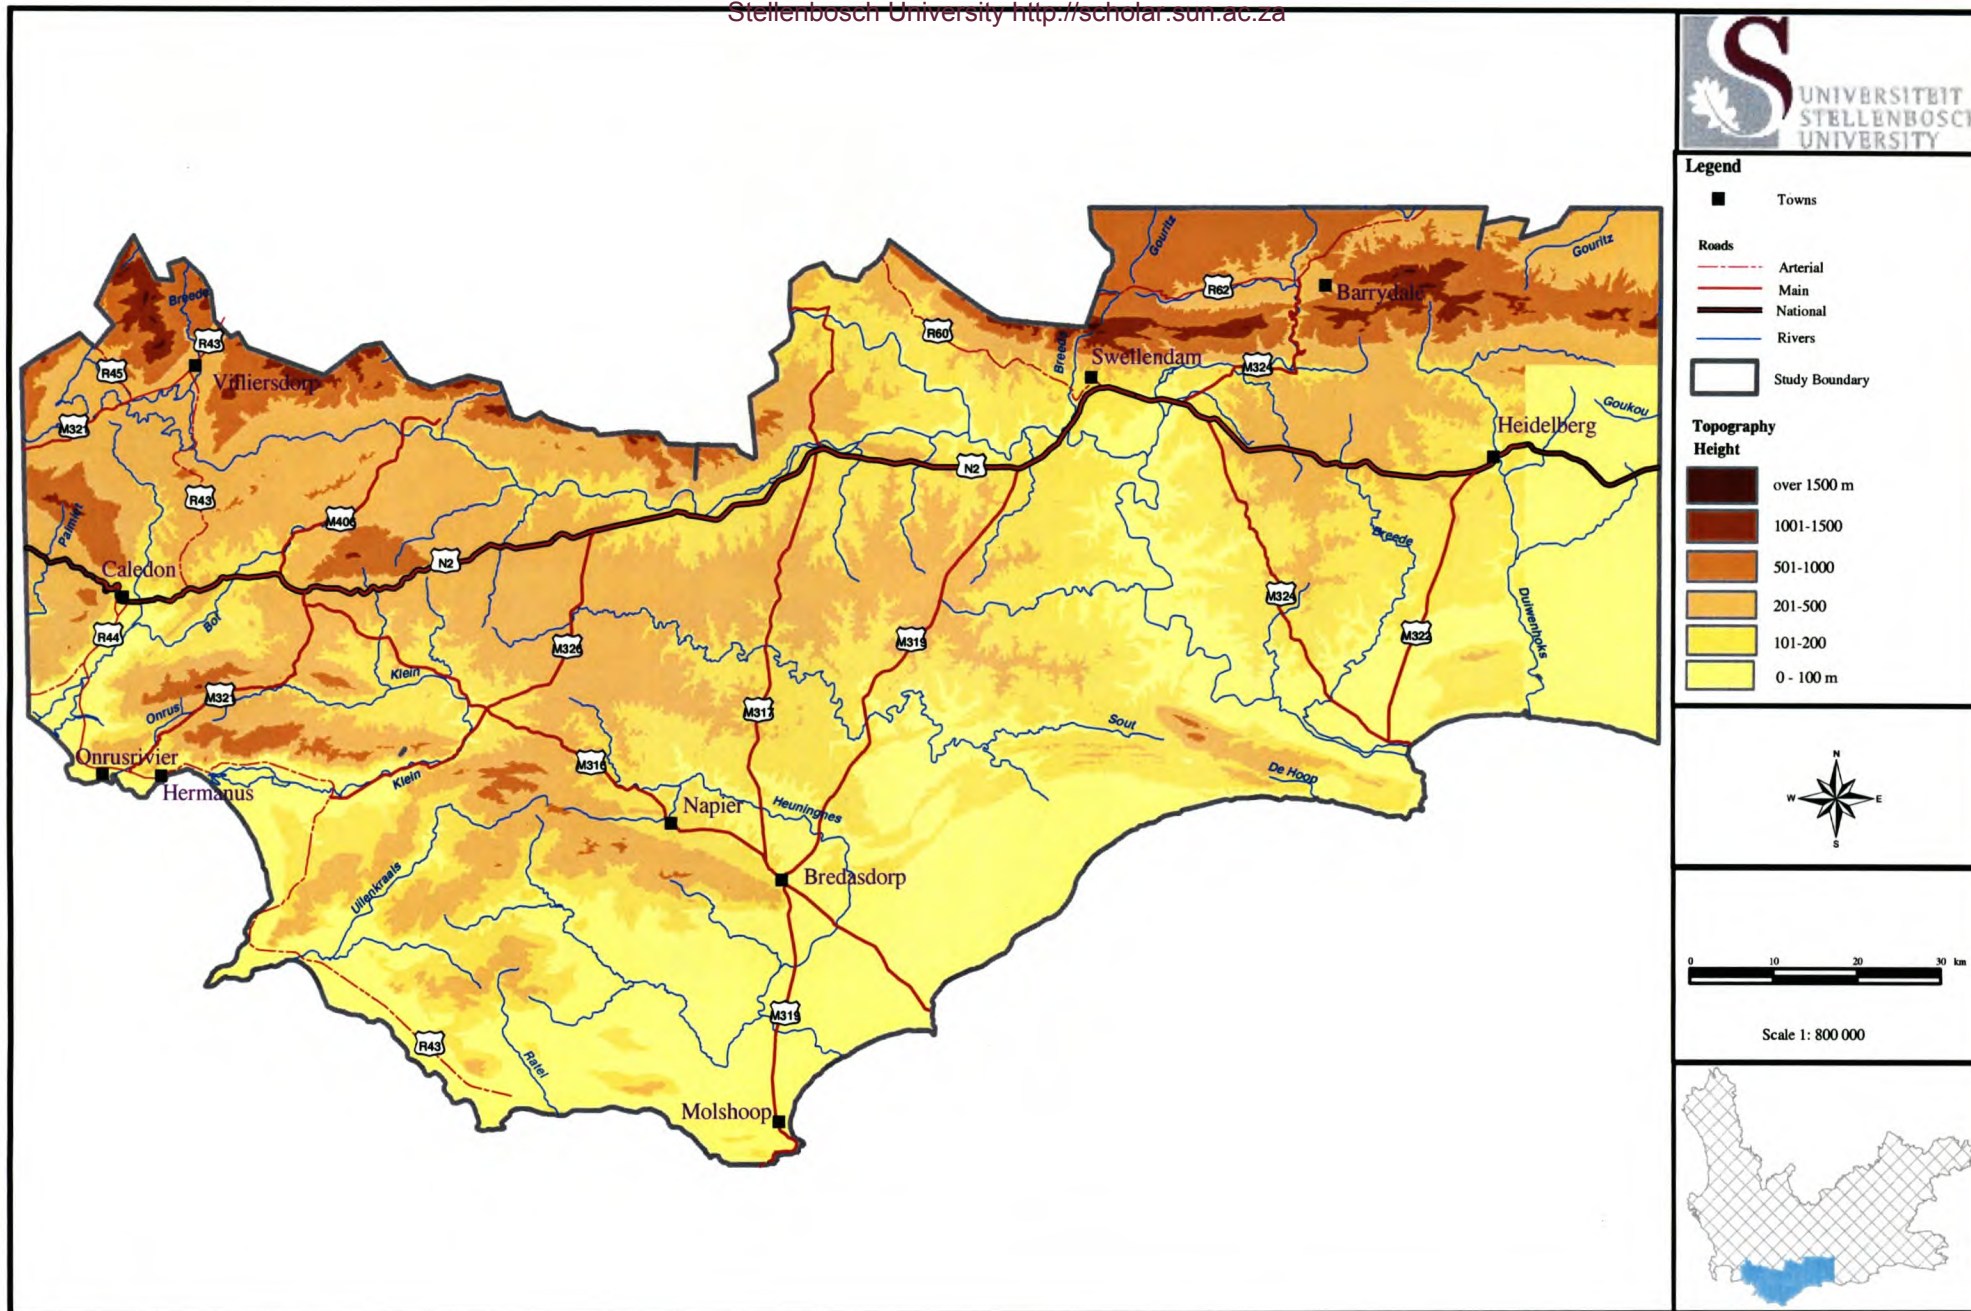 Stellenbosch University http://scholar.sun.ac.za
UNIVERSITEIT
STELLENBOSCH
UNIVERSITY
Legend
Towns
Roads
Arterial
Main
National
Rivers
Study Boundary
Topography
Height
over 1500 m
1001-1500
501-1000
201-500
101-200
0 - 100 m
N
W
E
S
0 10 20 30 km
Scale 1: 800 000
Gouritz
Gouritz
Breede
R62
Barrydale
R43
R60
Breede
Swellendam
R45
Villiersdorp
M324
Goukou
M321
Heidelberg
N2
R43
Palmiet
M406
Breede
N2
Caledon
Duiwenhoks
M324
Bot
R44
M322
M326
M319
Klein
M321
Onrus
M317
Sout
Onrusrivier
M316
De Hoop
Klein
Hermanus
Napier
Heuningnes
Bredasdorp
Uilenkraals
M319
R43
Ratel
Molshoop